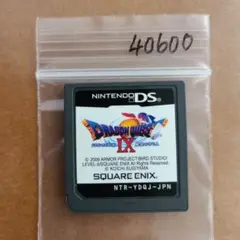 40600
NINTENDO DS
DRAGON QUEST
IX
© 2009 ARMOR PROJECT/BIRD STUDIO/
LEVEL-5/SQUARE ENIX All Rights Reserved.
© KOICHI SUGIYAMA
SQUARE ENIX
NTR-YDQJ-JPN